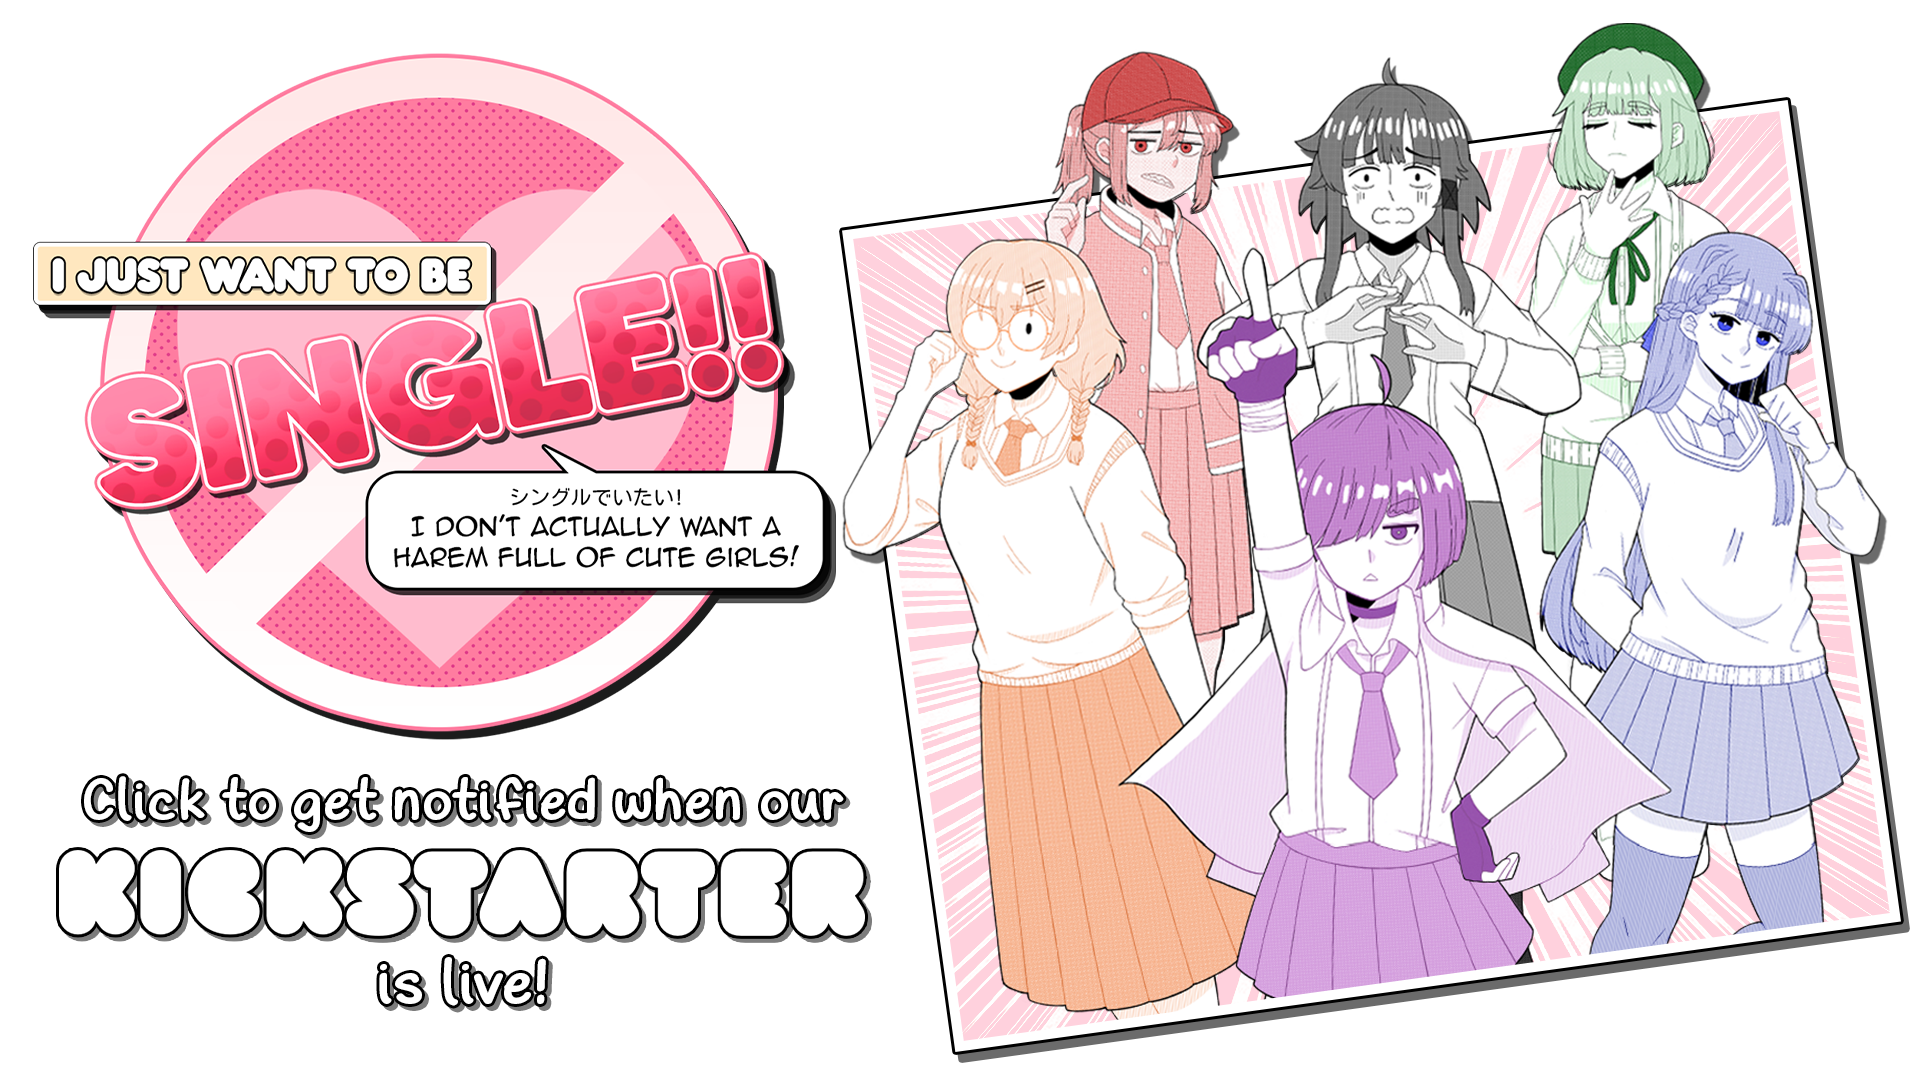 I JUST WANT TO BE
SINGLE!!
シングルでいたい!
I DON'T ACTUALLY WANT A
HAREM FULL OF CUTE GIRLS!
Click to get notified when our
KICKSTARTER
is live!